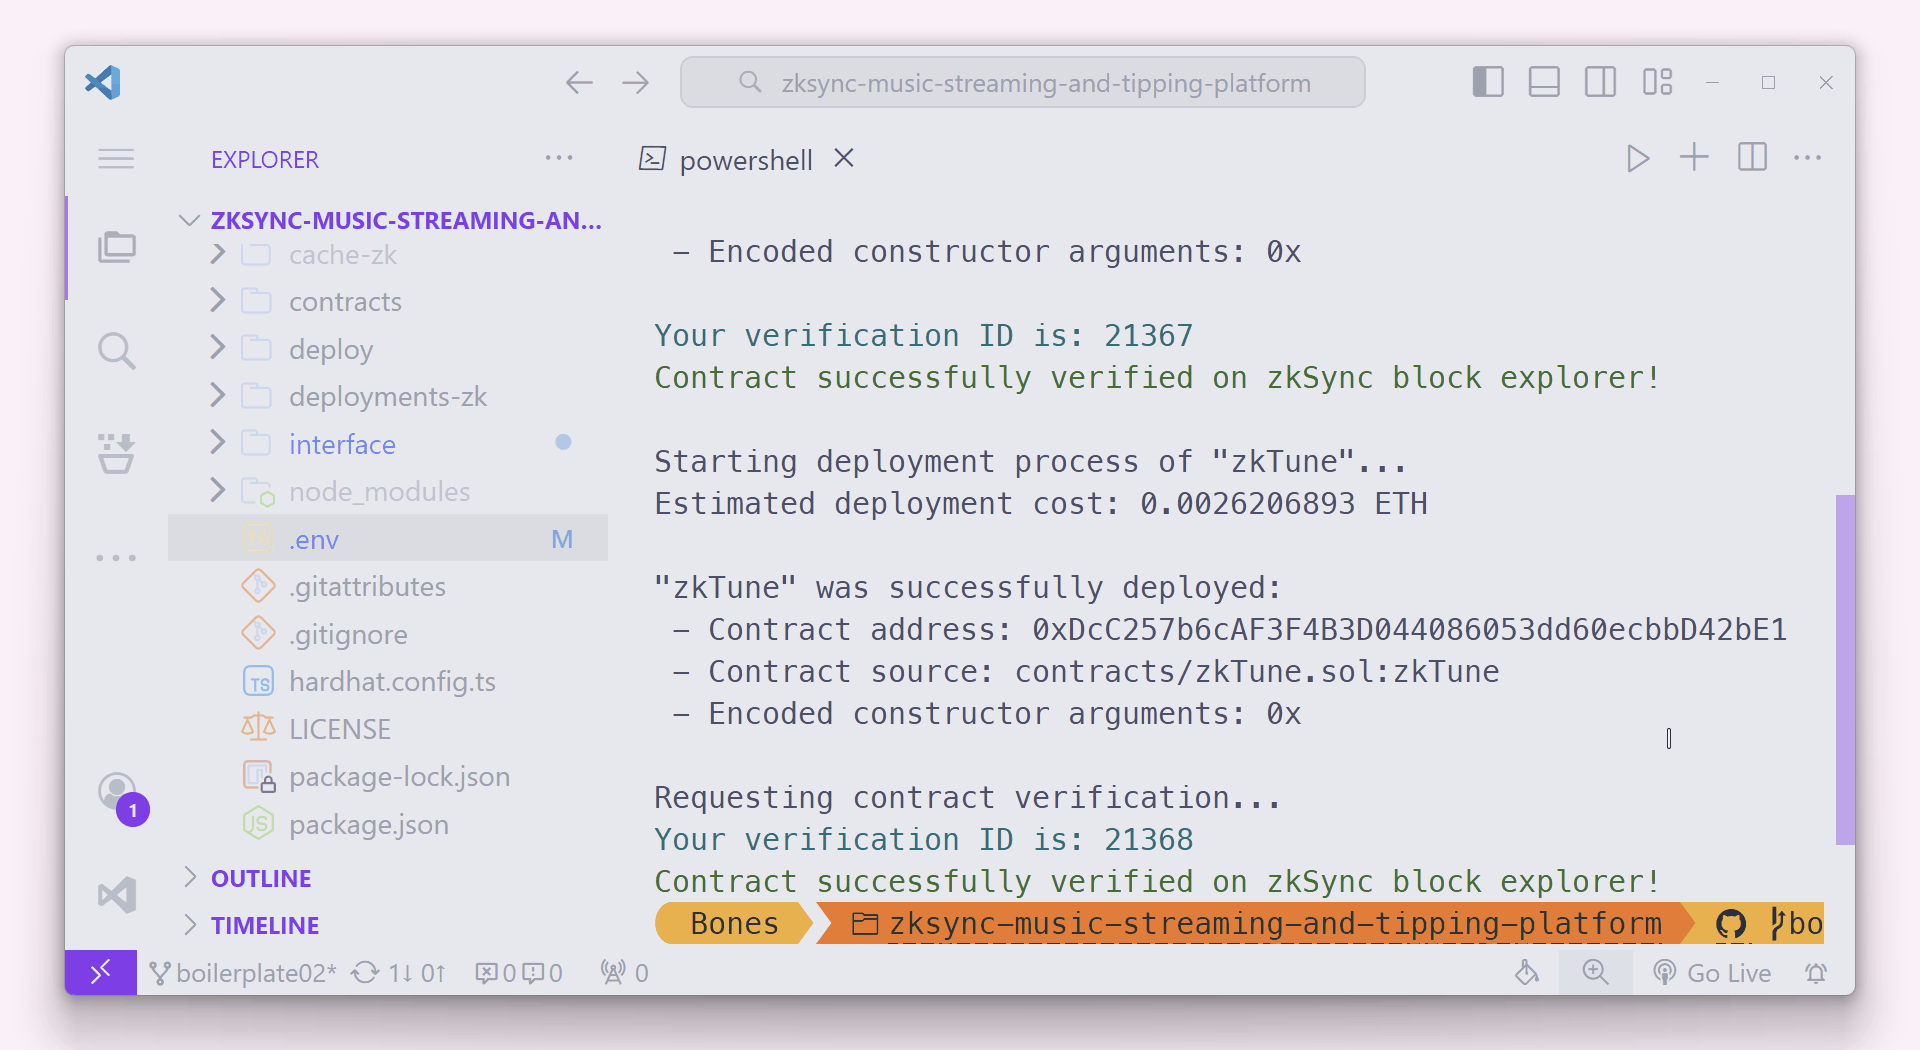 zksync-music-streaming-and-tipping-platform
EXPLORER
ZKSYNC-MUSIC-STREAMING-AN...
cache-zk
contracts
deploy
deployments-zk
interface
node_modules
.env M
.gitattributes
.gitignore
TS hardhat.config.ts
LICENSE
package-lock.json
JS package.json
OUTLINE
TIMELINE
1
powershell
- Encoded constructor arguments: 0x
Your verification ID is: 21367
Contract successfully verified on zkSync block explorer!
Starting deployment process of "zkTune"...
Estimated deployment cost: 0.0026206893 ETH
"zkTune" was successfully deployed:
- Contract address: 0xDcC257b6cAF3F4B3D044086053dd60ecbbD42bE1
- Contract source: contracts/zkTune.sol:zkTune
- Encoded constructor arguments: 0x
Requesting contract verification...
Your verification ID is: 21368
Contract successfully verified on zkSync block explorer!
Bones zksync-music-streaming-and-tipping-platform bo
boilerplate02* 1↓ 0↑ 0 0 0 Go Live